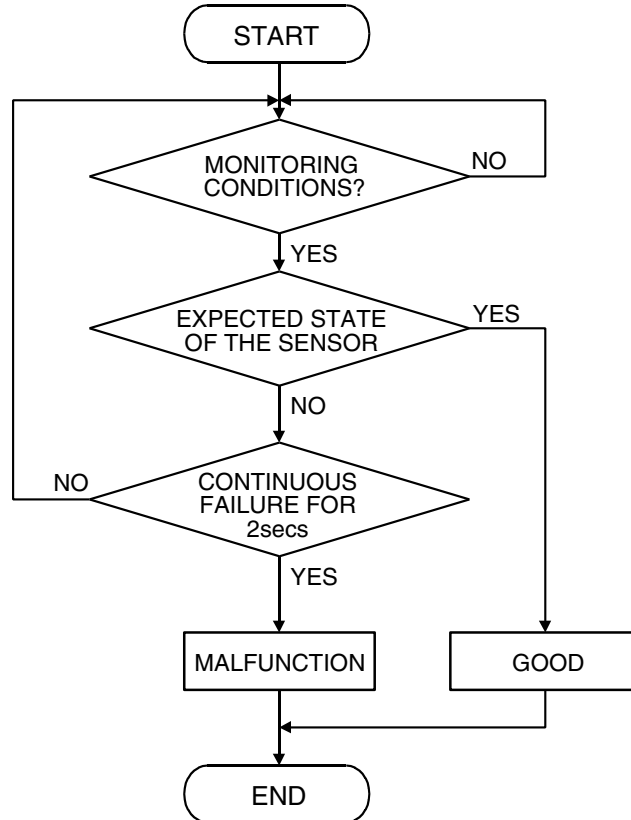 START
MONITORING
CONDITIONS?
NO
YES
EXPECTED STATE
OF THE SENSOR
YES
NO
CONTINUOUS
FAILURE FOR
2secs
NO
YES
MALFUNCTION
GOOD
END